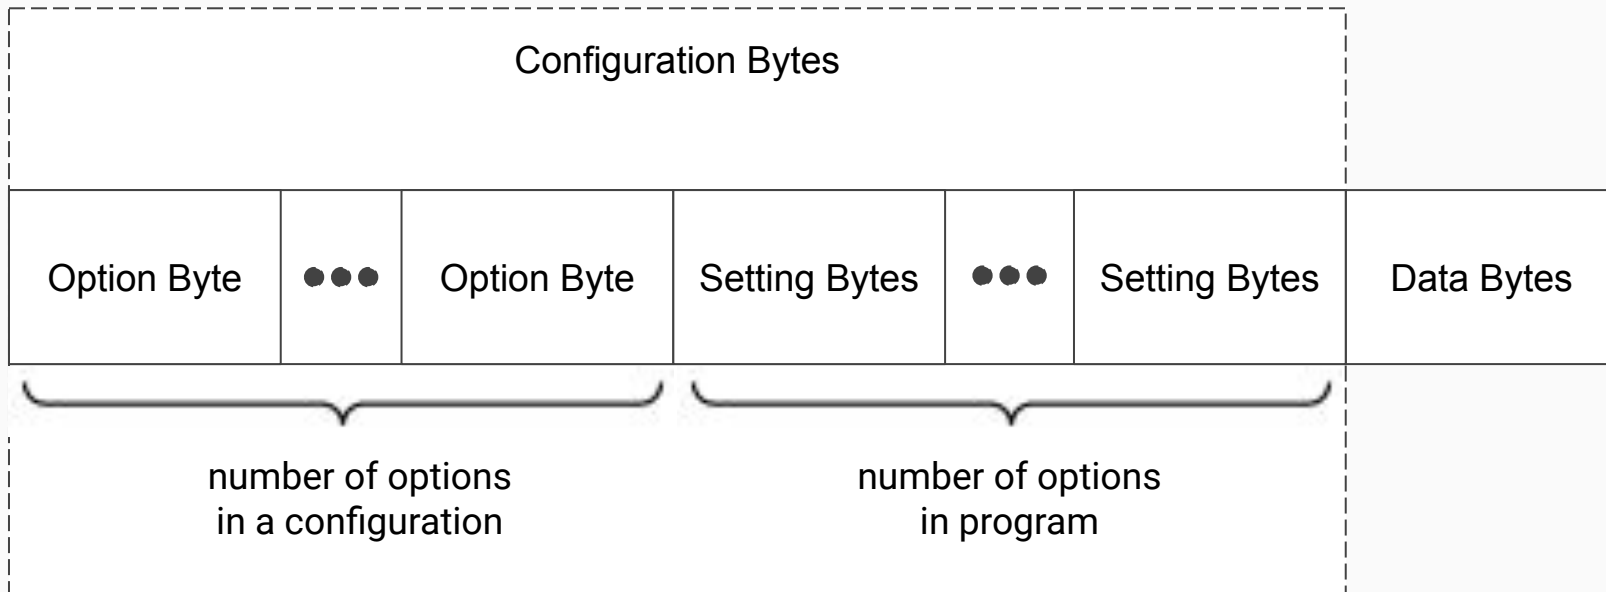 Configuration Bytes
Option Byte
Option Byte
Setting Bytes
Setting Bytes
Data Bytes
number of options
in a configuration
number of options
in program